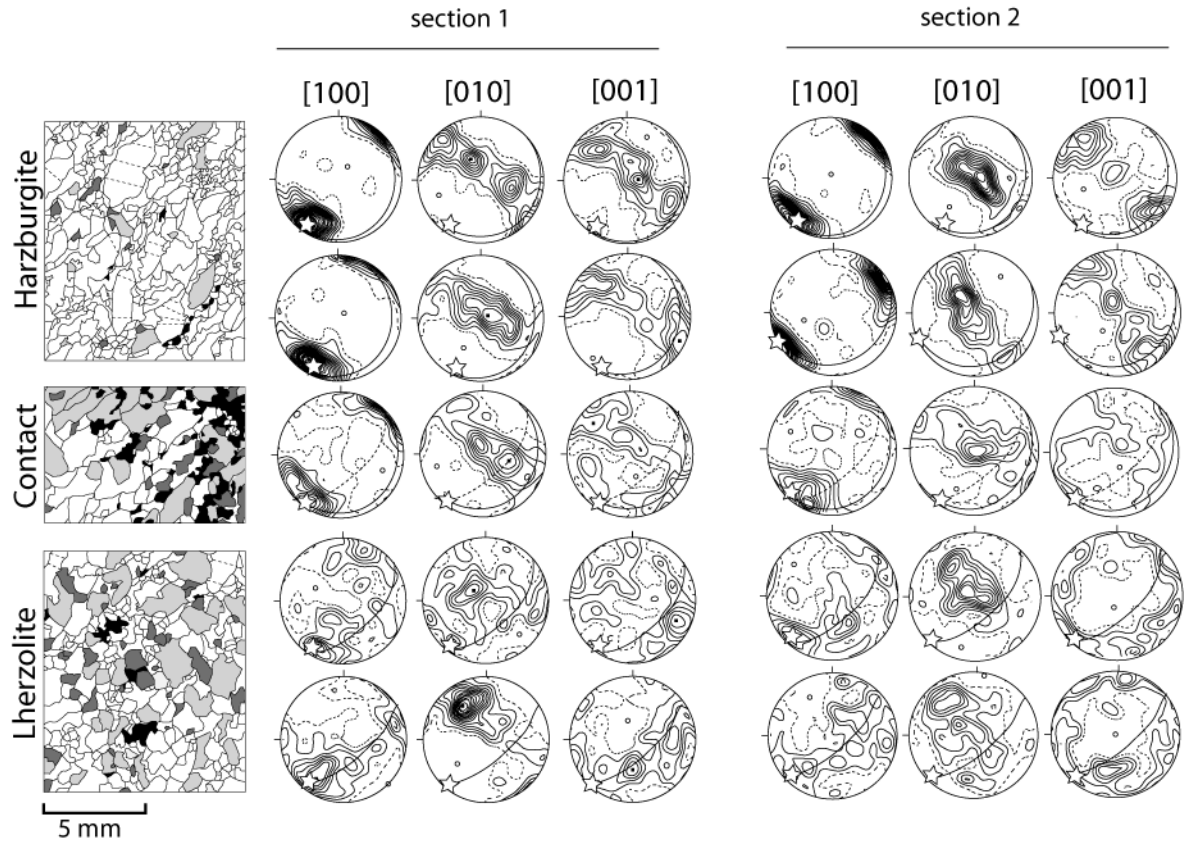 section 1
section 2
[100]
[010]
[001]
[100]
[010]
[001]
Harzburgite
Contact
Lherzolite
5 mm